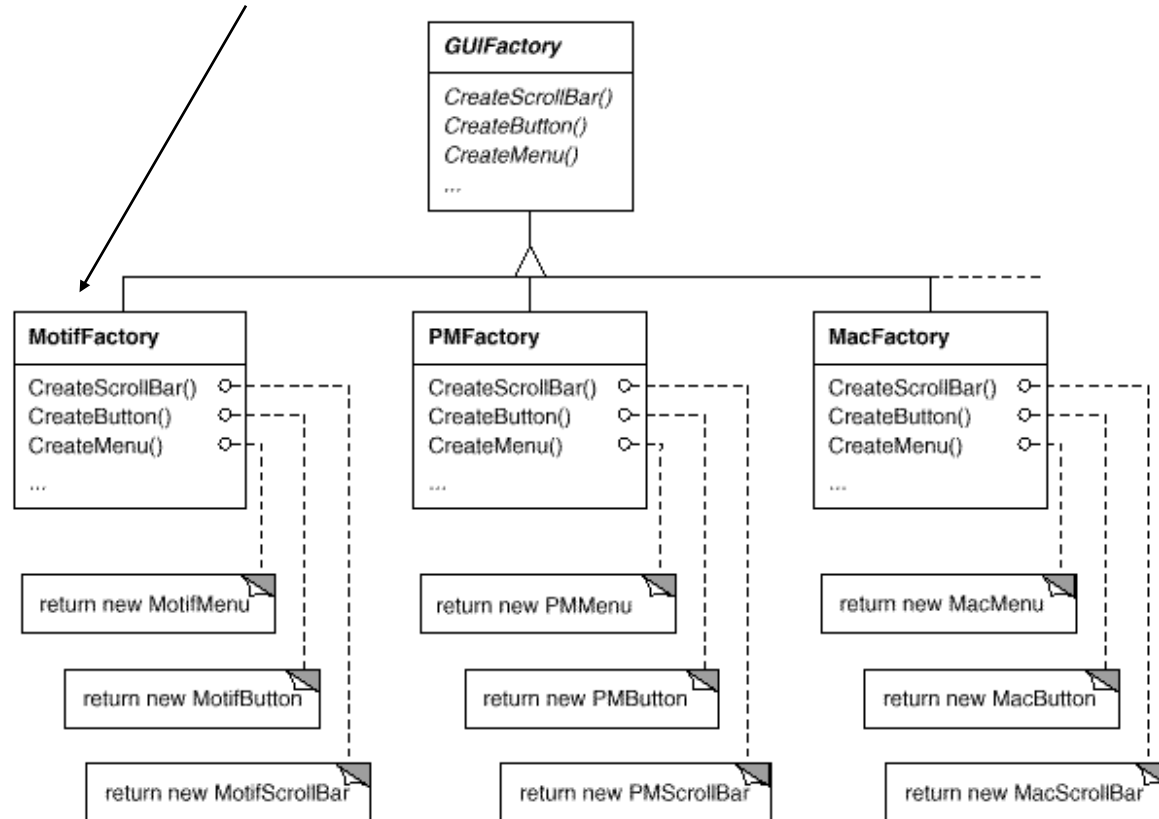 GUIFactory
CreateScrollBar()
CreateButton()
CreateMenu()
...
MotifFactory
CreateScrollBar()
CreateButton()
CreateMenu()
...
PMFactory
CreateScrollBar()
CreateButton()
CreateMenu()
...
MacFactory
CreateScrollBar()
CreateButton()
CreateMenu()
...
return new MotifMenu
return new PMMenu
return new MacMenu
return new MotifButton
return new PMButton
return new MacButton
return new MotifScrollBar
return new PMScrollBar
return new MacScrollBar